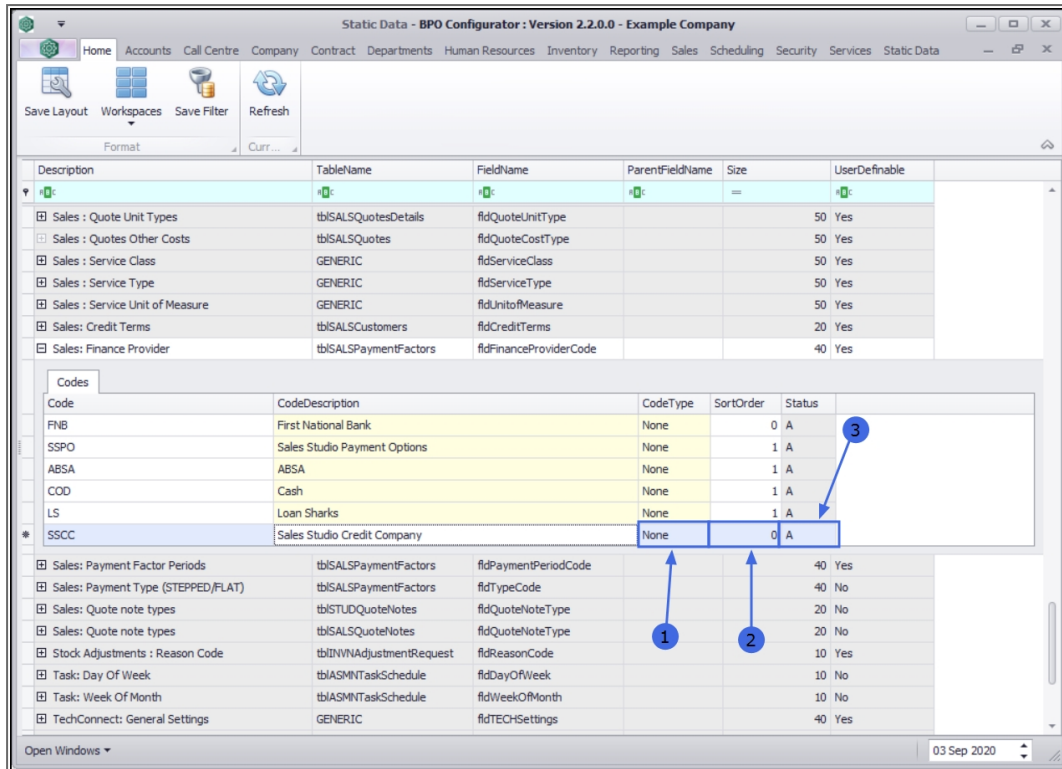 Static Data - BPO Configurator : Version 2.2.0.0 - Example Company
Home Accounts Call Centre Company Contract Departments Human Resources Inventory Reporting Sales Scheduling Security Services Static Data
Save Layout Workspaces Save Filter Refresh
Format Curr...
Description TableName FieldName ParentFieldName Size UserDefinable
ABC ABC ABC ABC = ABC
Sales : Quote Unit Types tblSALSQuotesDetails fldQuoteUnitType 50 Yes
Sales : Quotes Other Costs tblSALSQuotes fldQuoteCostType 50 Yes
Sales : Service Class GENERIC fldServiceClass 50 Yes
Sales : Service Type GENERIC fldServiceType 50 Yes
Sales : Service Unit of Measure GENERIC fldUnitofMeasure 50 Yes
Sales: Credit Terms tblSALSCustomers fldCreditTerms 20 Yes
Sales: Finance Provider tblSALSPaymentFactors fldFinanceProviderCode 40 Yes
Codes
Code CodeDescription CodeType SortOrder Status
FNB First National Bank None 0 A
SSPO Sales Studio Payment Options None 1 A
ABSA ABSA None 1 A
COD Cash None 1 A
LS Loan Sharks None 1 A
SSCC Sales Studio Credit Company None 0 A
3
Sales: Payment Factor Periods tblSALSPaymentFactors fldPaymentPeriodCode 40 Yes
Sales: Payment Type (STEPPED/FLAT) tblSALSPaymentFactors fldTypeCode 40 No
Sales: Quote note types tblSTUDQuoteNotes fldQuoteNoteType 20 No
Sales: Quote note types tblSALSQuoteNotes fldQuoteNoteType 20 No
1 2
Stock Adjustments : Reason Code tblINVNAdjustmentRequest fldReasonCode 10 Yes
Task: Day Of Week tblASMNTaskSchedule fldDayOfWeek 10 No
Task: Week Of Month tblASMNTaskSchedule fldWeekOfMonth 10 No
TechConnect: General Settings GENERIC fldTECHSettings 40 Yes
Open Windows 03 Sep 2020